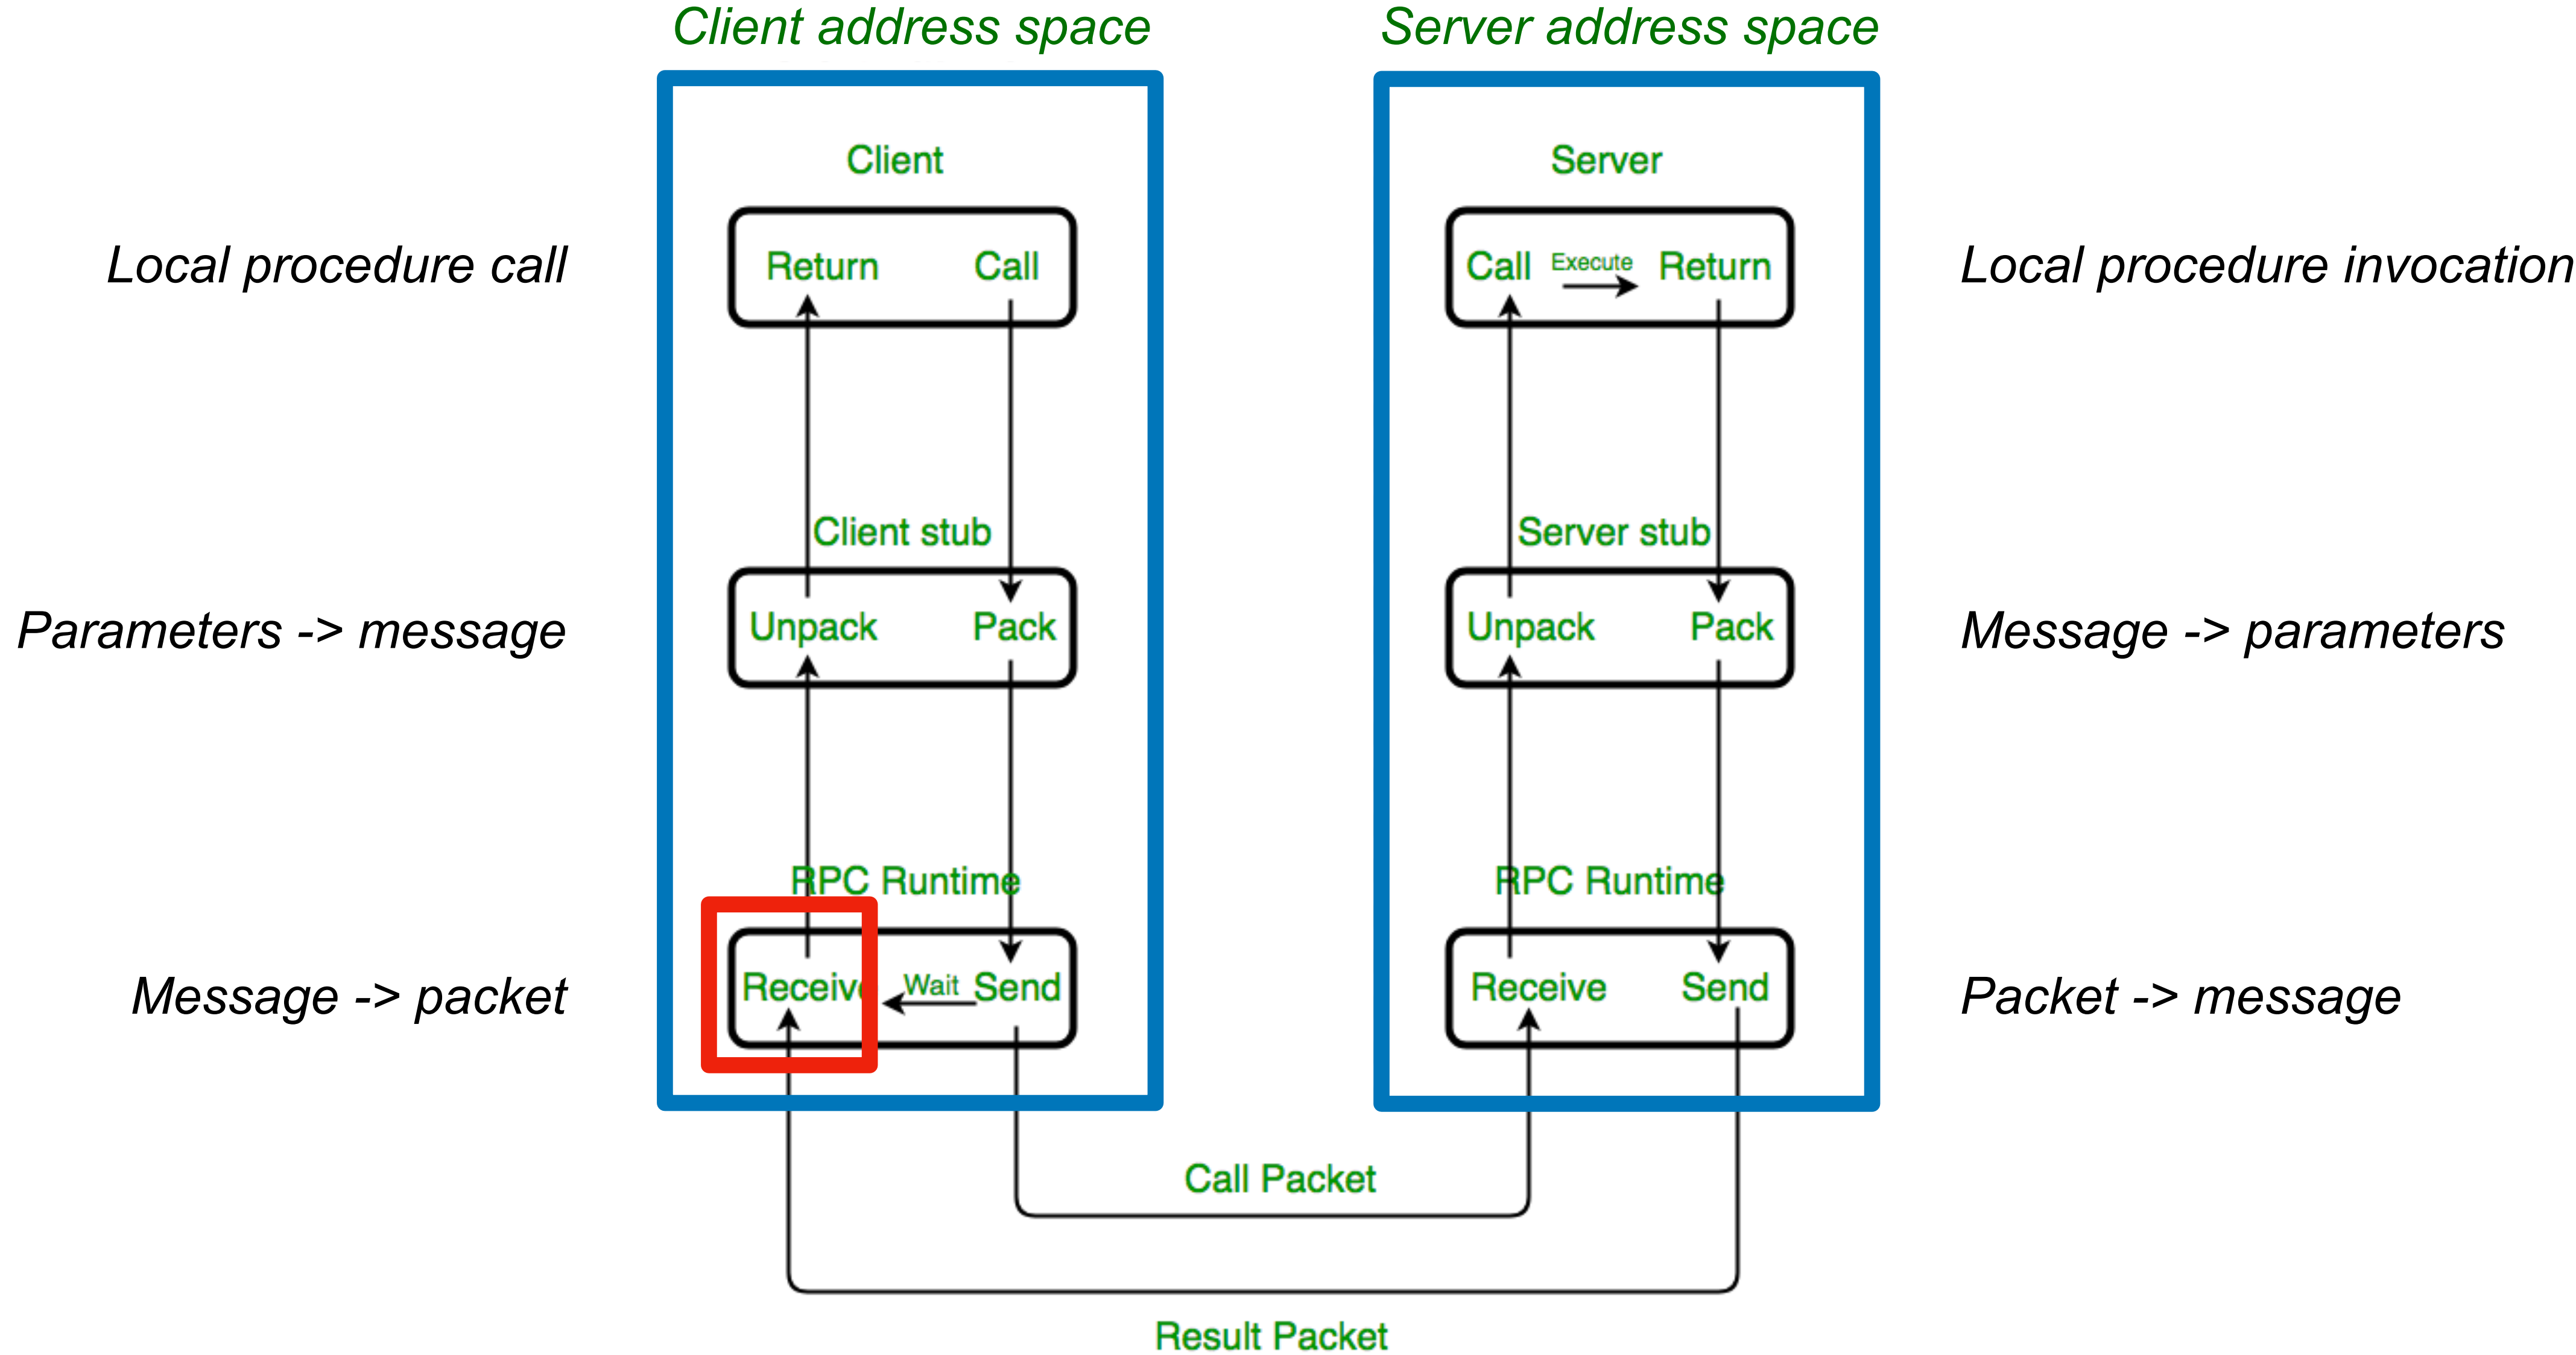 Client address space
Server address space
Client
Server
Local procedure call
Return
Call
Call
Execute
Return
Local procedure invocation
Client stub
Server stub
Parameters -> message
Unpack
Pack
Unpack
Pack
Message -> parameters
RPC Runtime
RPC Runtime
Message -> packet
Receive
Wait
Send
Receive
Send
Packet -> message
Call Packet
Result Packet